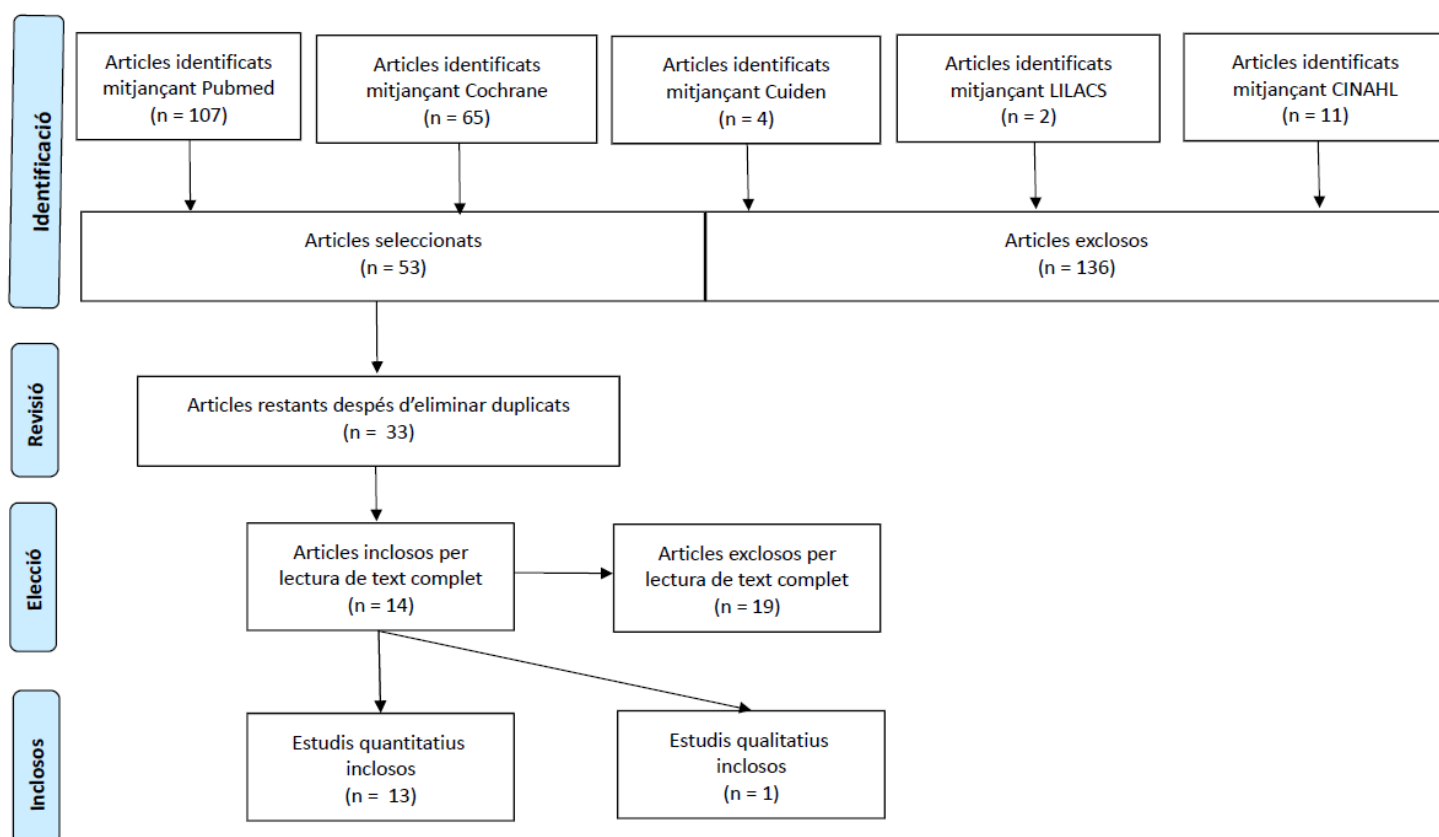 Identificació
Articles identificats
mitjançant Pubmed
(n = 107)
Articles identificats
mitjançant Cochrane
(n = 65)
Articles identificats
mitjançant Cuiden
(n = 4)
Articles identificats
mitjançant LILACS
(n = 2)
Articles identificats
mitjançant CINAHL
(n = 11)
Articles seleccionats
(n = 53)
Articles exclosos
(n = 136)
Revisió
Articles restants despés d’eliminar duplicats
(n = 33)
Elecció
Articles inclosos per
lectura de text complet
(n = 14)
Articles exclosos per
lectura de text complet
(n = 19)
Inclosos
Estudis quantitatius
inclosos
(n = 13)
Estudis qualitatius
inclosos
(n = 1)